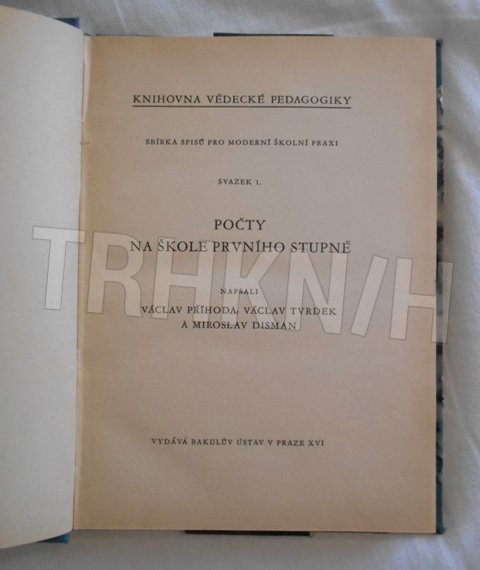 KNIHOVNA VĚDECKÉ PEDAGOGIKY
SBÍRKA SPISŮ PRO MODERNÍ ŠKOLNÍ PRAXI
SVAZEK 1.
POČTY
NA ŠKOLE PRVNÍHO STUPNĚ
TRHKNIH
NAPSALI
VÁCLAV PŘÍHODA, VÁCLAV TVRDEK
A MIROSLAV DISMAN
VYDÁVÁ BAKULŮV ÚSTAV V PRAZE XVI